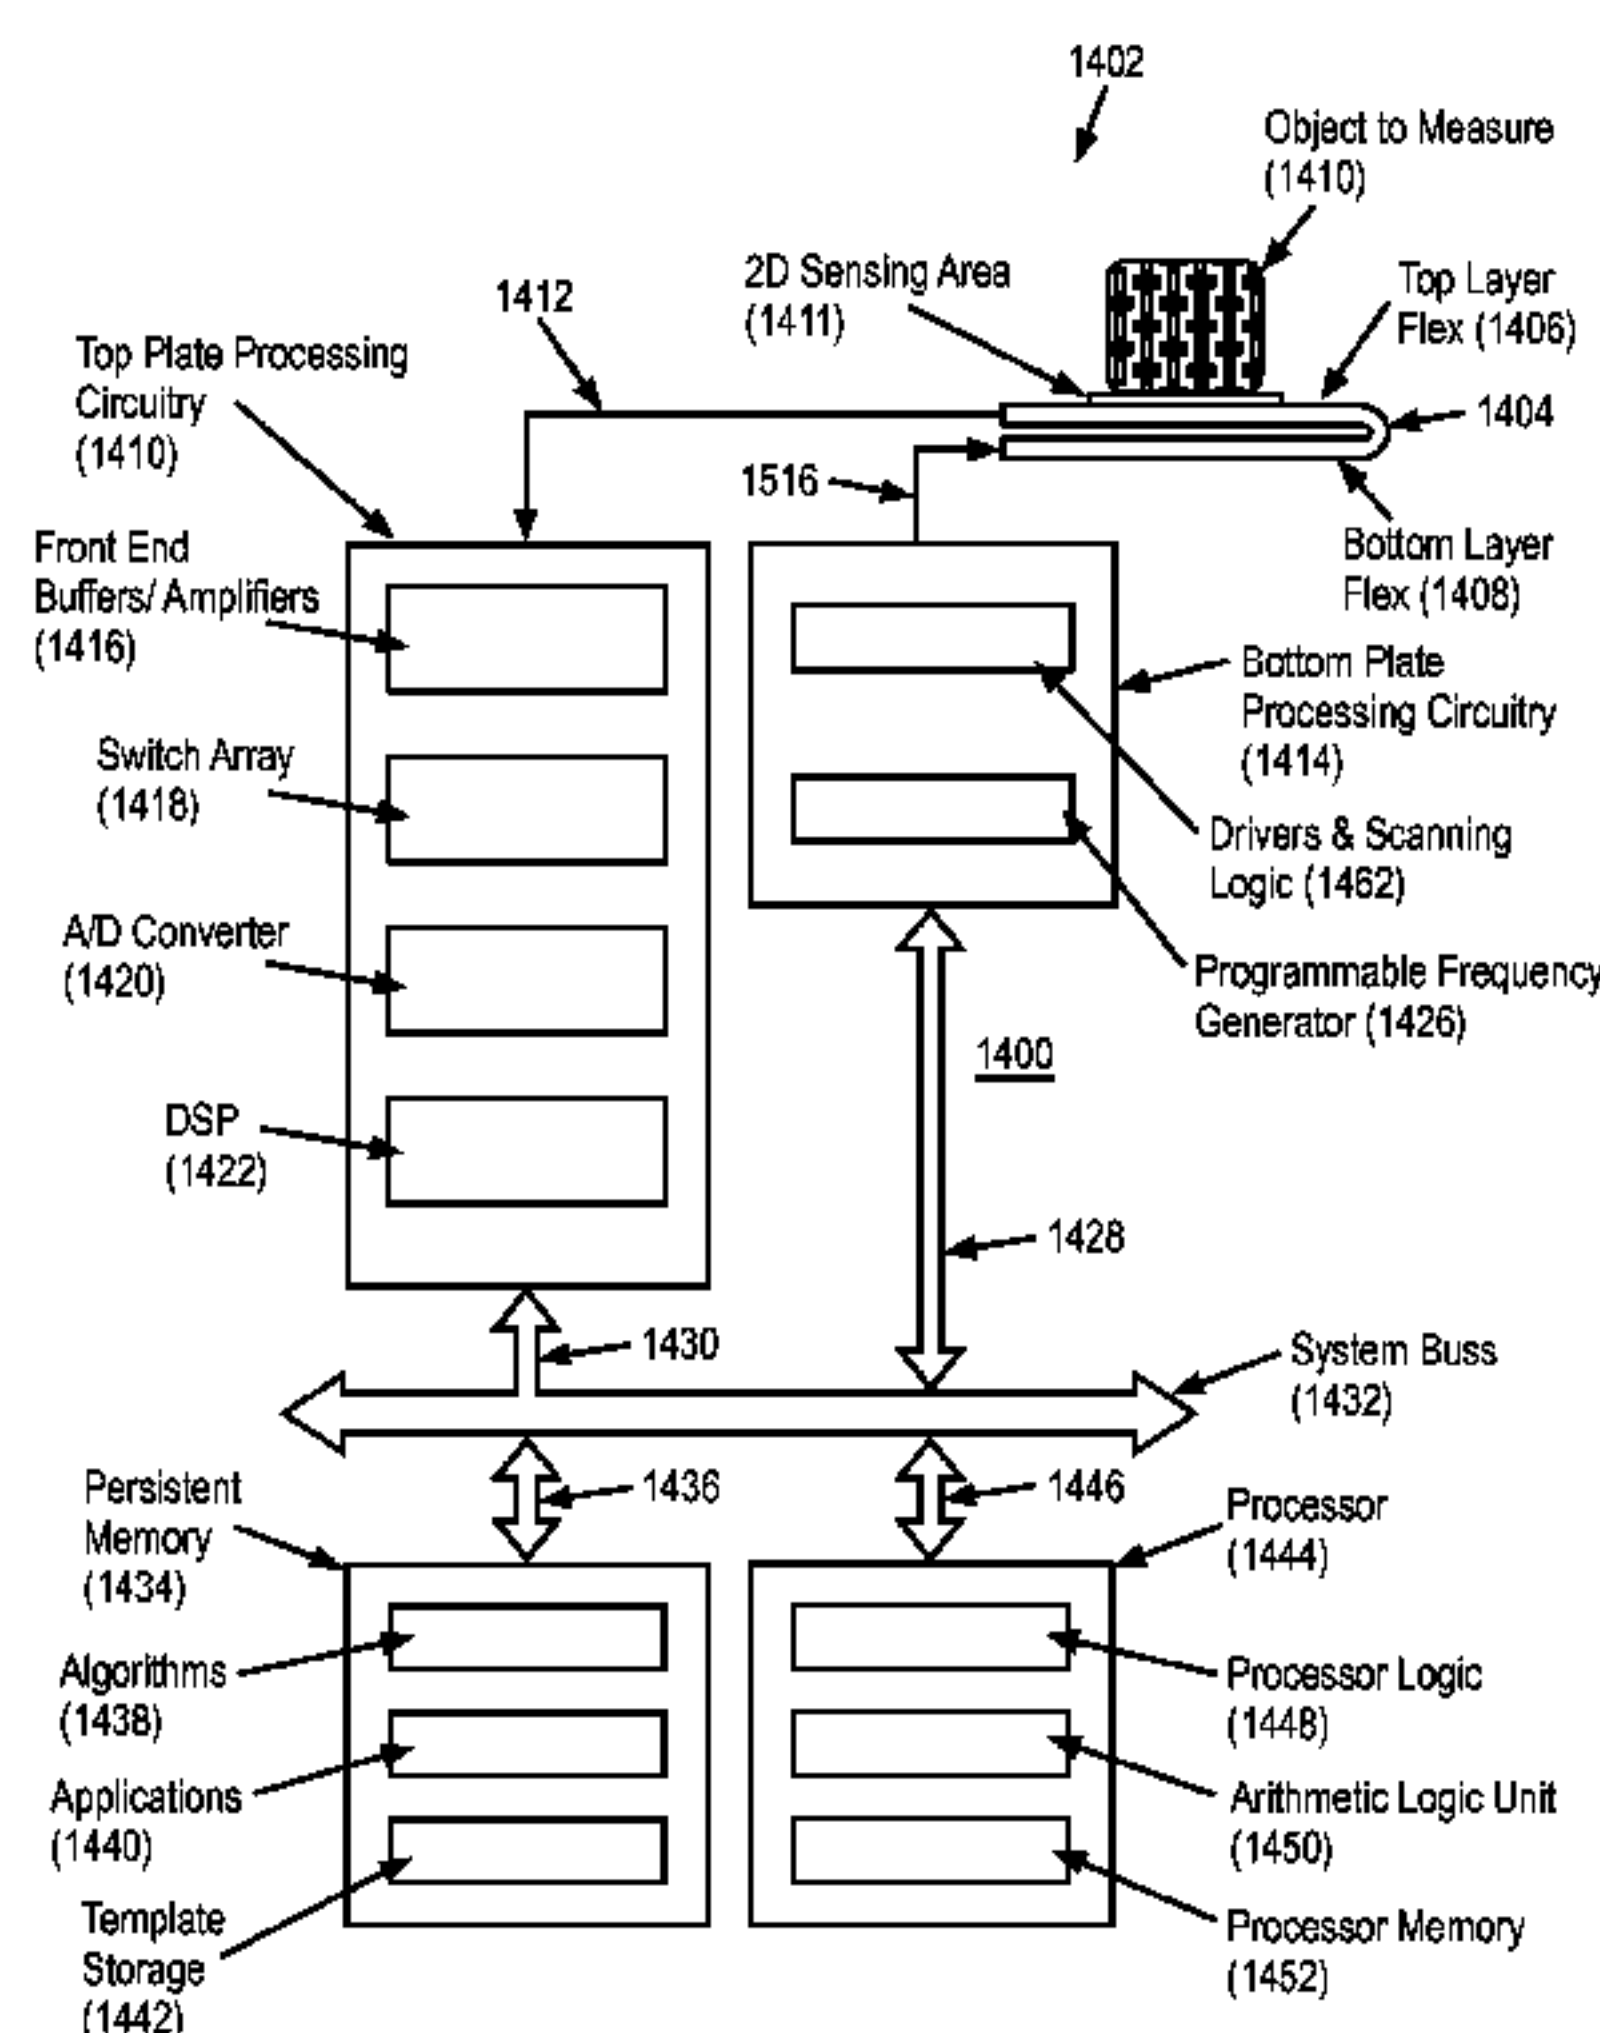 1402
Object to Measure
(1410)
2D Sensing Area
(1411)
Top Layer
Flex (1406)
1412
Top Plate Processing
Circuitry
(1410)
1404
1516
Front End
Buffers/ Amplifiers
(1416)
Bottom Layer
Flex (1408)
Bottom Plate
Processing Circuitry
(1414)
Switch Array
(1418)
Drivers & Scanning
Logic (1462)
A/D Converter
(1420)
Programmable Frequency
Generator (1426)
1400
DSP
(1422)
1428
1430
System Buss
(1432)
Persistent
Memory
(1434)
1436
1446
Processor
(1444)
Algorithms
(1438)
Processor Logic
(1448)
Applications
(1440)
Arithmetic Logic Unit
(1450)
Template
Storage
(1442)
Processor Memory
(1452)